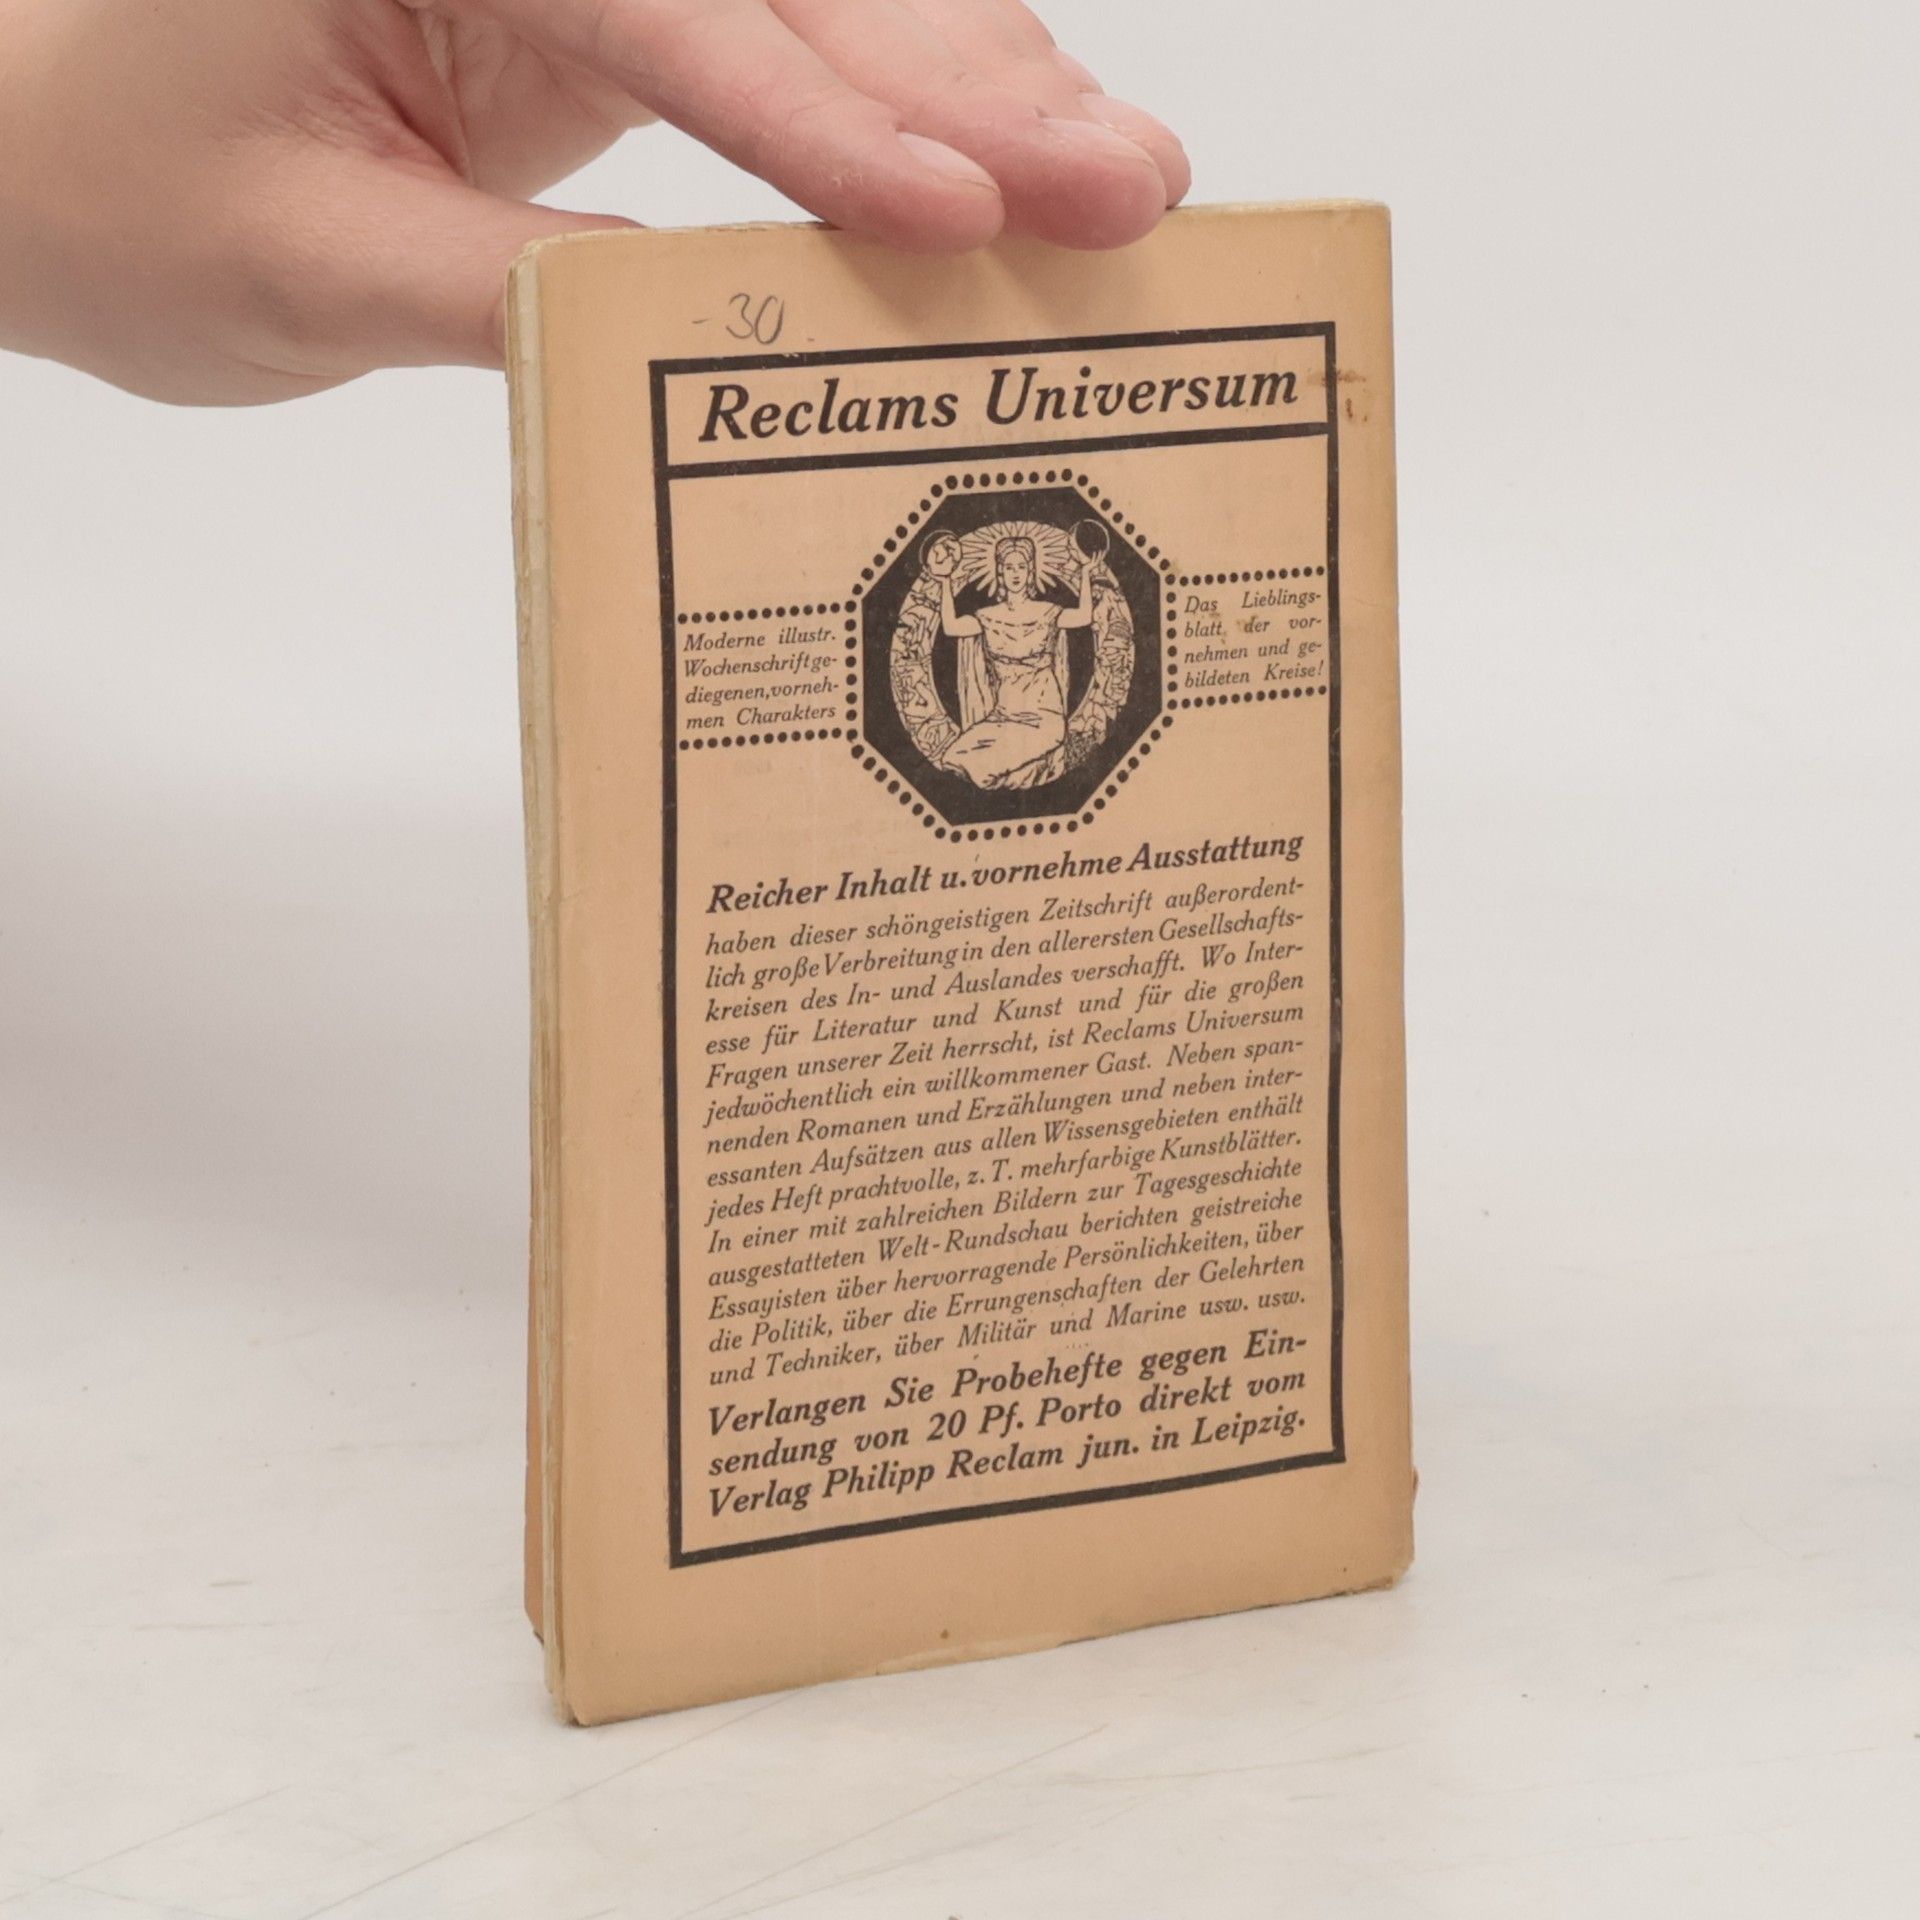 - 30.
Reclams Universum
Moderne illustr.
Wochenschrift ge-
diegenen, vorneh-
men Charakters
Das Lieblings-
blatt der vor-
nehmen und ge-
bildeten Kreise!
Reicher Inhalt u. vornehme Ausstattung
haben dieser schöngeistigen Zeitschrift außerordent-
lich große Verbreitung in den allerersten Gesellschafts-
kreisen des In- und Auslandes verschafft. Wo Inter-
esse für Literatur und Kunst und für die großen
Fragen unserer Zeit herrscht, ist Reclams Universum
jedwöchentlich ein willkommener Gast. Neben span-
nenden Romanen und Erzählungen und neben inter-
essanten Aufsätzen aus allen Wissensgebieten enthält
jedes Heft prachtvolle, z. T. mehrfarbige Kunstblätter.
In einer mit zahlreichen Bildern zur Tagesgeschichte
ausgestatteten Welt-Rundschau berichten geistreiche
Essayisten über hervorragende Persönlichkeiten, über
die Politik, über die Errungenschaften der Gelehrten
und Techniker, über Militär und Marine usw. usw.
Verlangen Sie Probehefte gegen Ein-
sendung von 20 Pf. Porto direkt vom
Verlag Philipp Reclam jun. in Leipzig.